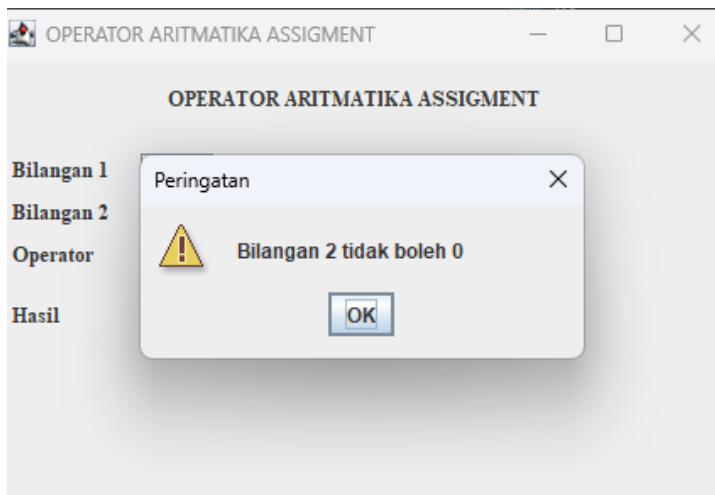 OPERATOR ARITMATIKA ASSIGMENT
OPERATOR ARITMATIKA ASSIGMENT
Bilangan 1
Peringatan
Bilangan 2
Operator
Bilangan 2 tidak boleh 0
Hasil
OK